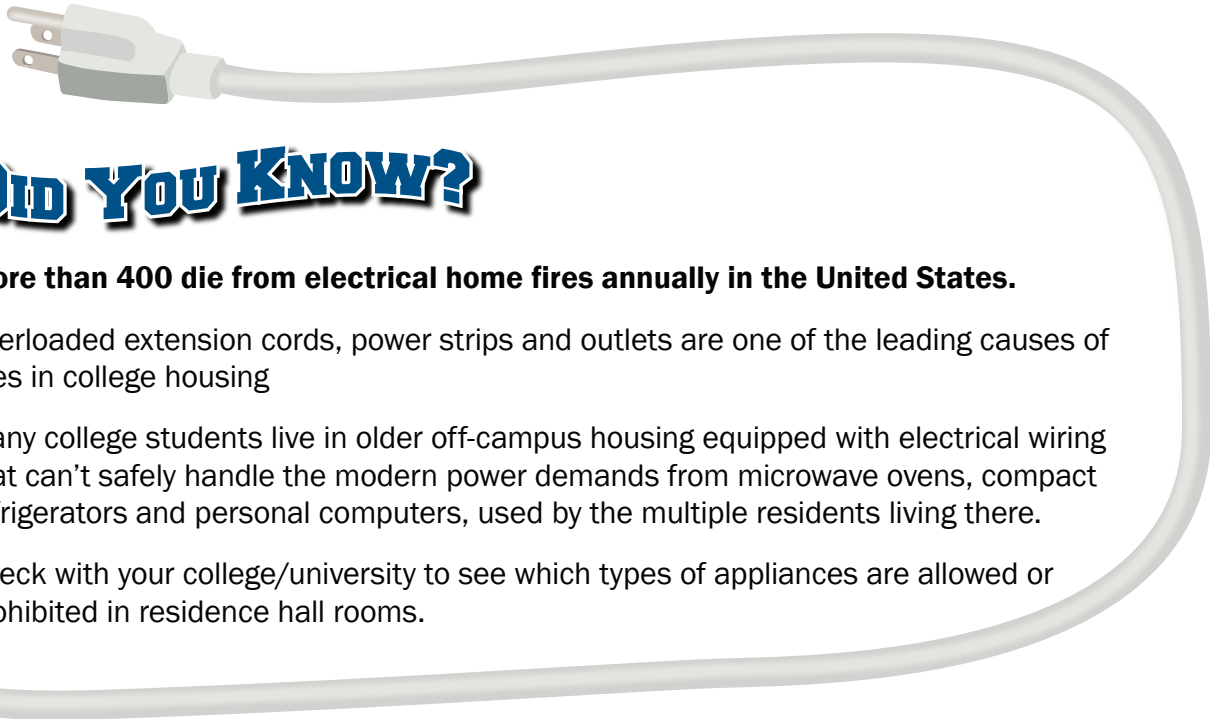 DID YOU KNOW?
ore than 400 die from electrical home fires annually in the United States.
erloaded extension cords, power strips and outlets are one of the leading causes of
es in college housing
any college students live in older off-campus housing equipped with electrical wiring
at can't safely handle the modern power demands from microwave ovens, compact
frigerators and personal computers, used by the multiple residents living there.
eck with your college/university to see which types of appliances are allowed or
ohibited in residence hall rooms.